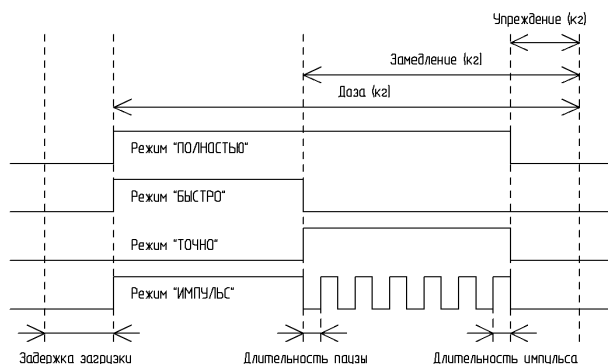 Упреждение (кг)
Замедление (кг)
Доза (кг)
Режим "ПОЛНОСТЬЮ"
Режим "БЫСТРО"
Режим "ТОЧНО"
Режим "ИМПУЛЬС"
Задержка загрузки
Длительность паузы
Длительность импульса